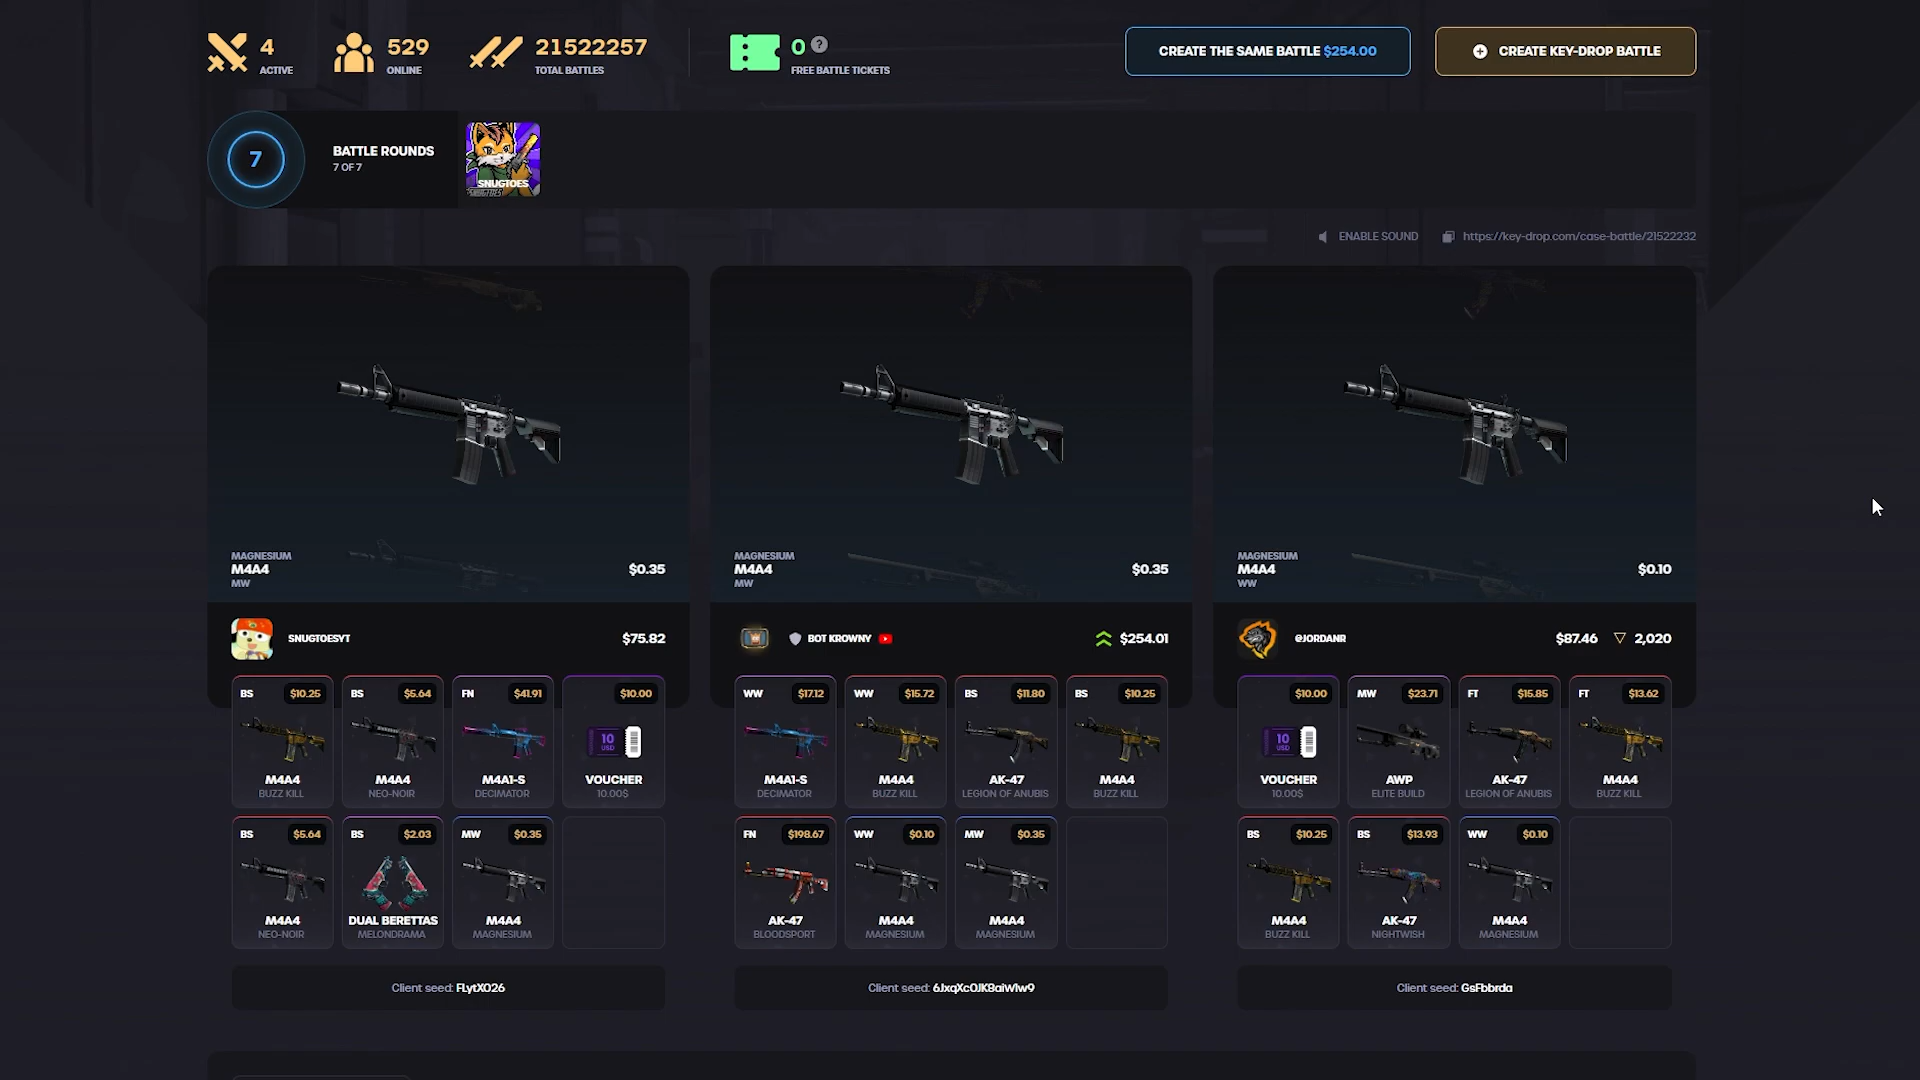 4
ACTIVE
529
ONLINE
21522257
TOTAL BATTLES
0 ?
FREE BATTLE TICKETS
CREATE THE SAME BATTLE $254.00
CREATE KEY-DROP BATTLE
7
BATTLE ROUNDS
7 OF 7
SNUGTOES
ENABLE SOUND
https://key-drop.com/case-battle/21522232
MAGNESIUM
M4A4
MW
$0.35
MAGNESIUM
M4A4
MW
$0.35
MAGNESIUM
M4A4
WW
$0.10
SNUGTOESYT
$75.82
BOT KROWNY
$254.01
@JORDANR
$87.46
2,020
BS $10.25
M4A4
BUZZ KILL
BS $5.64
M4A4
NEO-NOIR
FN $41.91
M4A1-S
DECIMATOR
$10.00
10
USD
VOUCHER
10.00$
WW $17.12
M4A1-S
DECIMATOR
WW $15.72
M4A4
BUZZ KILL
BS $11.80
AK-47
LEGION OF ANUBIS
BS $10.25
M4A4
BUZZ KILL
$10.00
10
USD
VOUCHER
10.00$
MW $23.71
AWP
ELITE BUILD
FT $15.85
AK-47
LEGION OF ANUBIS
FT $13.62
M4A4
BUZZ KILL
BS $5.64
M4A4
NEO-NOIR
BS $2.03
DUAL BERETTAS
MELONDRAMA
MW $0.35
M4A4
MAGNESIUM
FN $198.67
AK-47
BLOODSPORT
WW $0.10
M4A4
MAGNESIUM
MW $0.35
M4A4
MAGNESIUM
BS $10.25
M4A4
BUZZ KILL
BS $13.93
AK-47
NIGHTWISH
WW $0.10
M4A4
MAGNESIUM
Client seed: FLytXO26
Client seed: 6JxqXcOJK8aiWlw9
Client seed: GsFbbrda